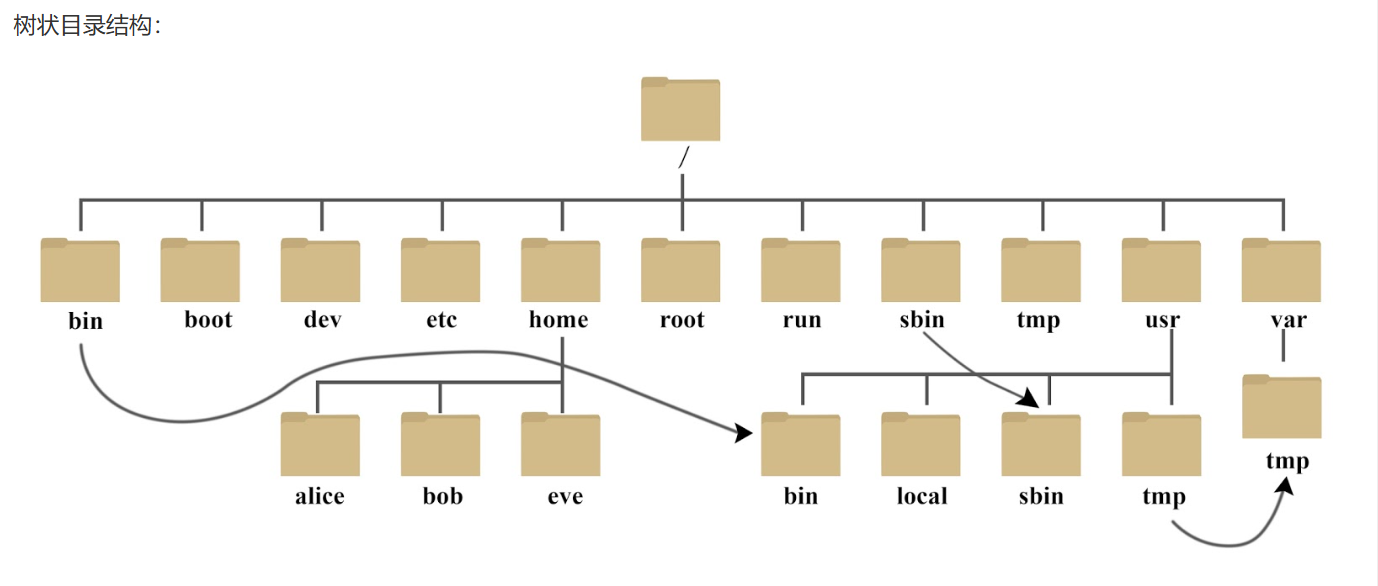 树状目录结构：
/
bin boot dev etc home root run sbin tmp usr var
tmp
alice bob eve bin local sbin tmp